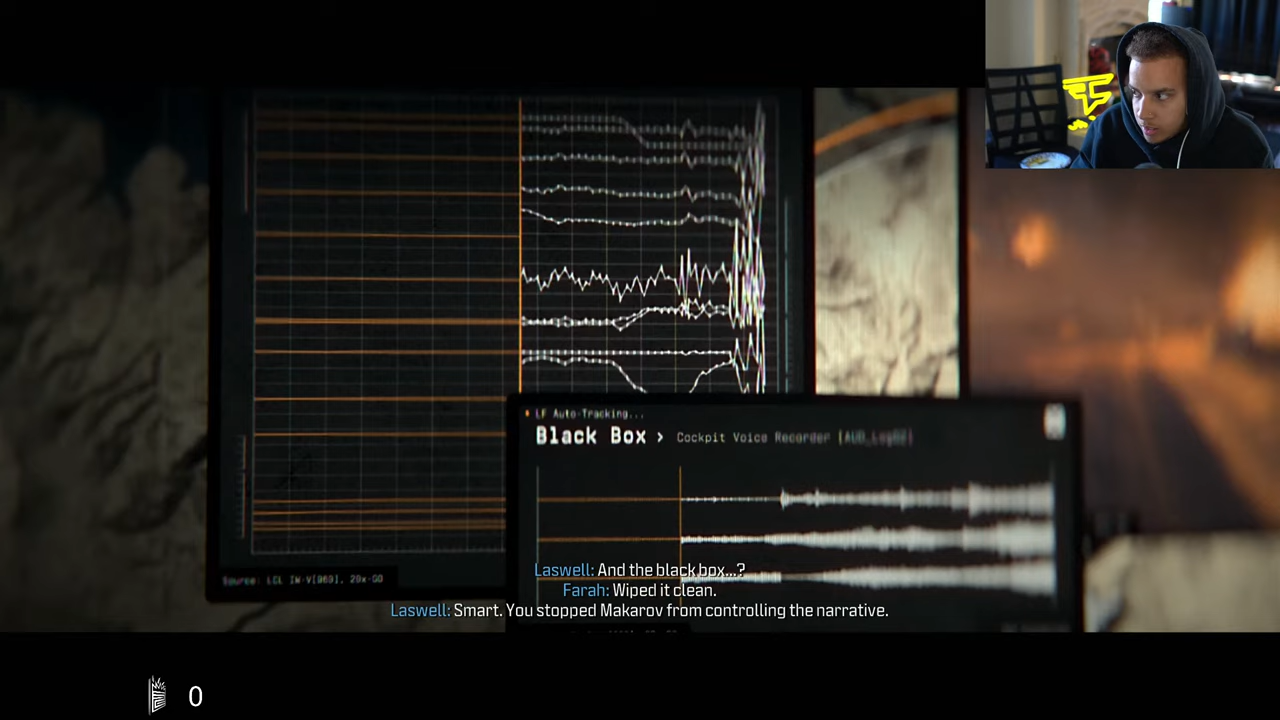 LF Auto-Tracking...
Black Box › Cockpit Voice Recorder [AUD_Log02]
Laswell: And the black box...?
Farah: Wiped it clean.
Laswell: Smart. You stopped Makarov from controlling the narrative.
0